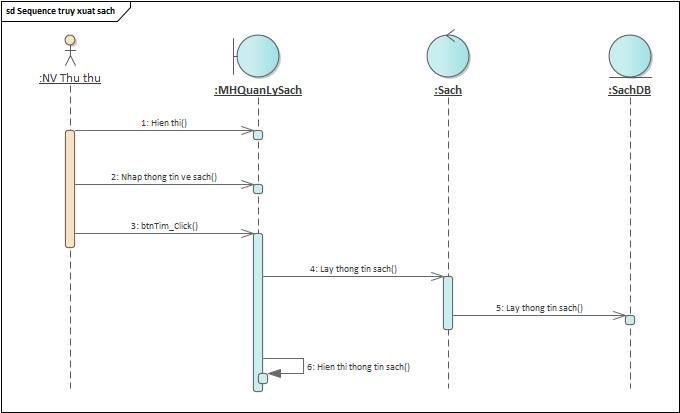 sd Sequence truy xuat sach
:NV Thu thu
:MHQuanLySach
:Sach
:SachDB
1: Hien thi()
2: Nhap thong tin ve sach()
3: btnTim_Click()
4: Lay thong tin sach()
5: Lay thong tin sach()
6: Hien thi thong tin sach()